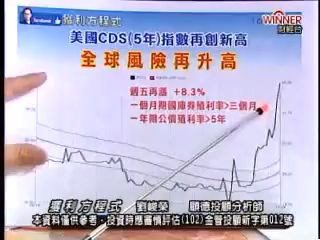 facebook
獲利方程式
WINNER
財經台
美國CDS(5年)指數再創新高
全球風險再升高
週五再漲 +8.3%
一個月期國庫券殖利率>三個月
一年期公債殖利率>5年
獲利方程式 劉峻榮 顧德投顧分析師
本資料僅供參考、投資時應審慎評估(102)金管投顧新字第012號